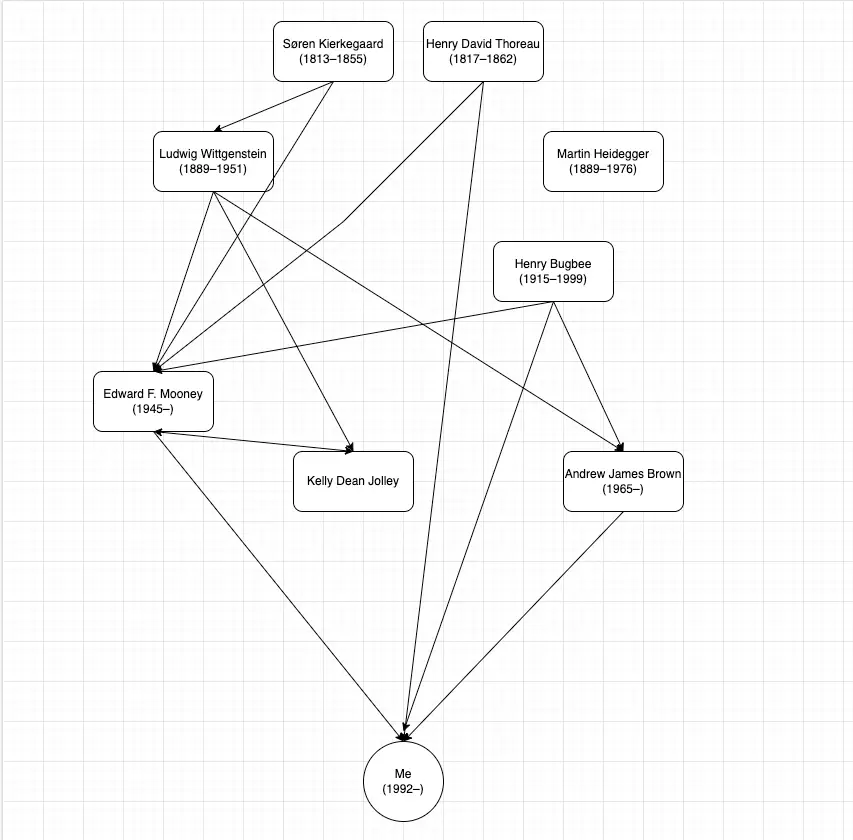 Søren Kierkegaard
(1813–1855)
Henry David Thoreau
(1817–1862)
Ludwig Wittgenstein
(1889–1951)
Martin Heidegger
(1889–1976)
Henry Bugbee
(1915–1999)
Edward F. Mooney
(1945–)
Kelly Dean Jolley
Andrew James Brown
(1965–)
Me
(1992–)